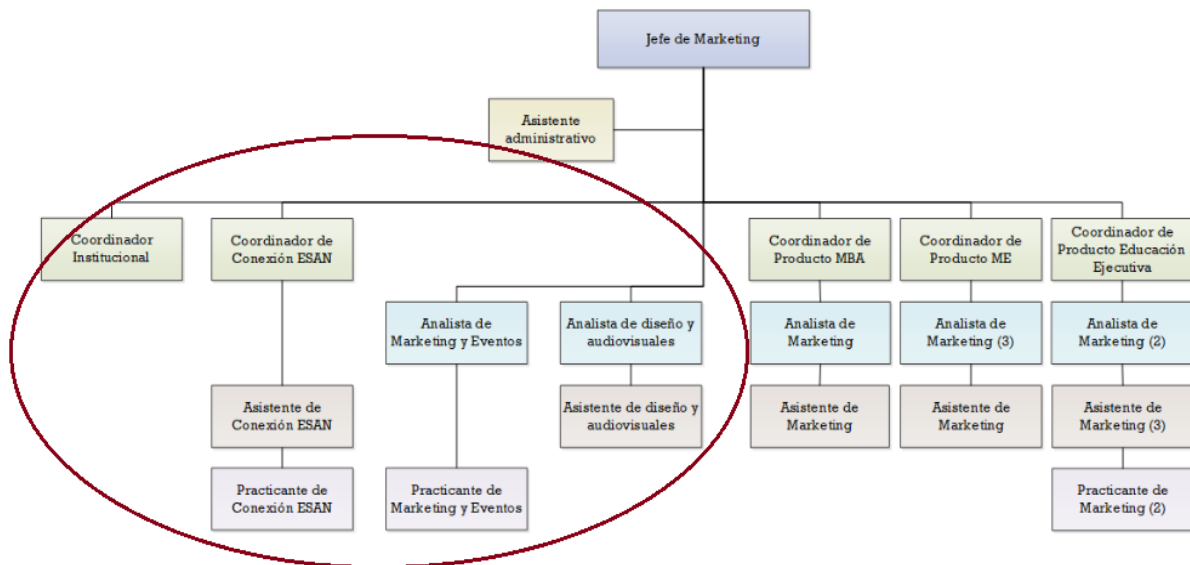 Jefe de Marketing
Asistente
administrativo
Coordinador
Institucional
Coordinador de
Conexión ESAN
Coordinador de
Producto MBA
Coordinador de
Producto ME
Coordinador de
Producto Educación
Ejecutiva
Analista de
Marketing y Eventos
Analista de diseño y
audiovisuales
Analista de
Marketing
Analista de
Marketing (3)
Analista de
Marketing (2)
Asistente de
Conexión ESAN
Asistente de diseño y
audiovisuales
Asistente de
Marketing
Asistente de
Marketing
Asistente de
Marketing (3)
Practicante de
Conexión ESAN
Practicante de
Marketing y Eventos
Practicante de
Marketing (2)